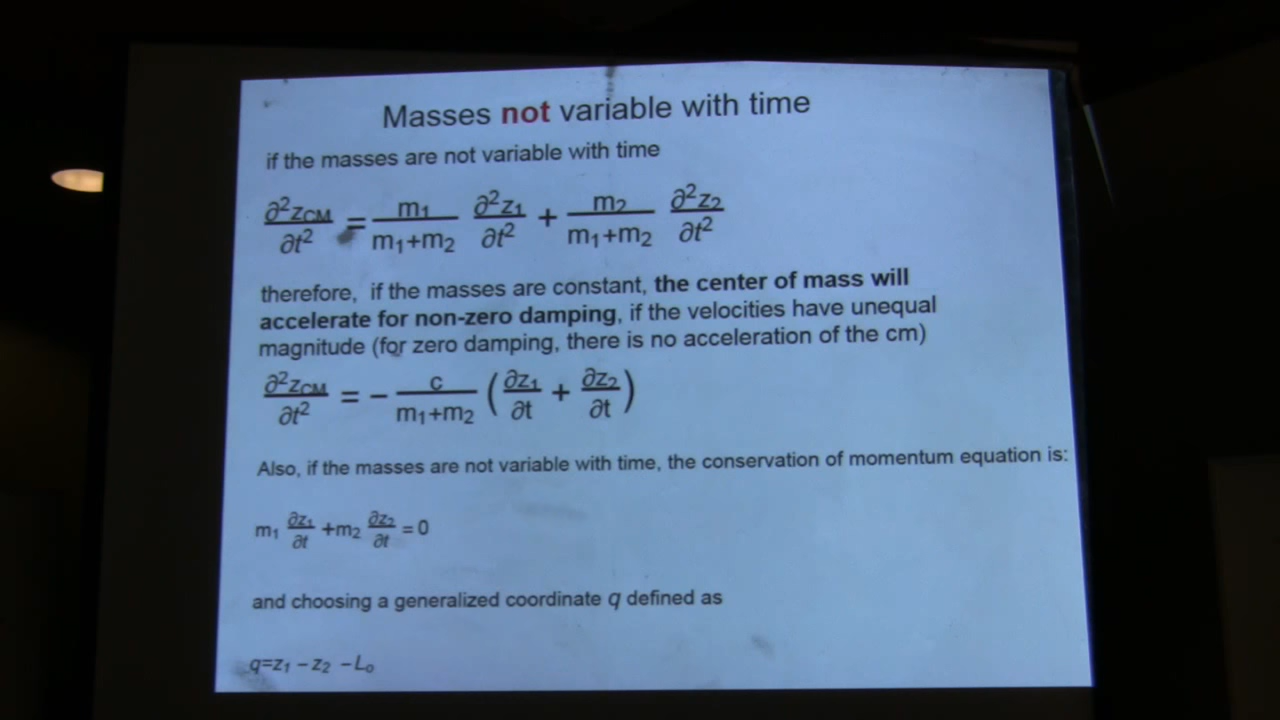 Masses not variable with time
if the masses are not variable with time
∂²z_CM/∂t² = m₁/(m₁+m₂) ∂²z₁/∂t² + m₂/(m₁+m₂) ∂²z₂/∂t²
therefore, if the masses are constant, the center of mass will
accelerate for non-zero damping, if the velocities have unequal
magnitude (for zero damping, there is no acceleration of the cm)
∂²z_CM/∂t² = − c/(m₁+m₂) (∂z₁/∂t + ∂z₂/∂t)
Also, if the masses are not variable with time, the conservation of momentum equation is:
m₁ ∂z₁/∂t +m₂ ∂z₂/∂t = 0
and choosing a generalized coordinate q defined as
q=z₁ − z₂ − L₀